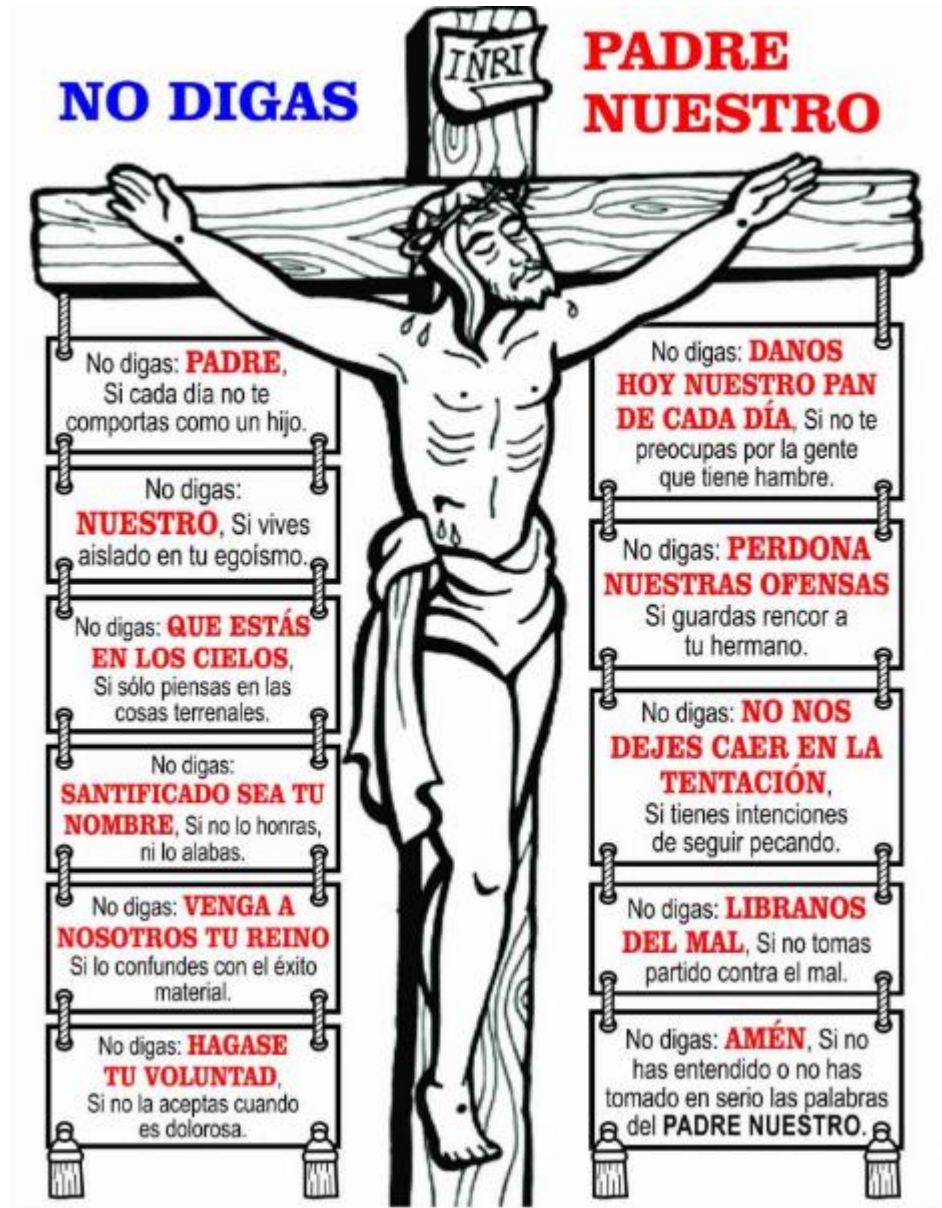 NO DIGAS
PADRE
NUESTRO
INRI
No digas: PADRE,
Si cada día no te
comportas como un hijo.
No digas:
NUESTRO, Si vives
aislado en tu egoísmo.
No digas: QUE ESTÁS
EN LOS CIELOS,
Si sólo piensas en las
cosas terrenales.
No digas:
SANTIFICADO SEA TU
NOMBRE, Si no lo honras,
ni lo alabas.
No digas: VENGA A
NOSOTROS TU REINO
Si lo confundes con el éxito
material.
No digas: HAGASE
TU VOLUNTAD,
Si no la aceptas cuando
es dolorosa.
No digas: DANOS
HOY NUESTRO PAN
DE CADA DÍA, Si no te
preocupas por la gente
que tiene hambre.
No digas: PERDONA
NUESTRAS OFENSAS
Si guardas rencor a
tu hermano.
No digas: NO NOS
DEJES CAER EN LA
TENTACIÓN,
Si tienes intenciones
de seguir pecando.
No digas: LIBRANOS
DEL MAL, Si no tomas
partido contra el mal.
No digas: AMÉN, Si no
has entendido o no has
tomado en serio las palabras
del PADRE NUESTRO.